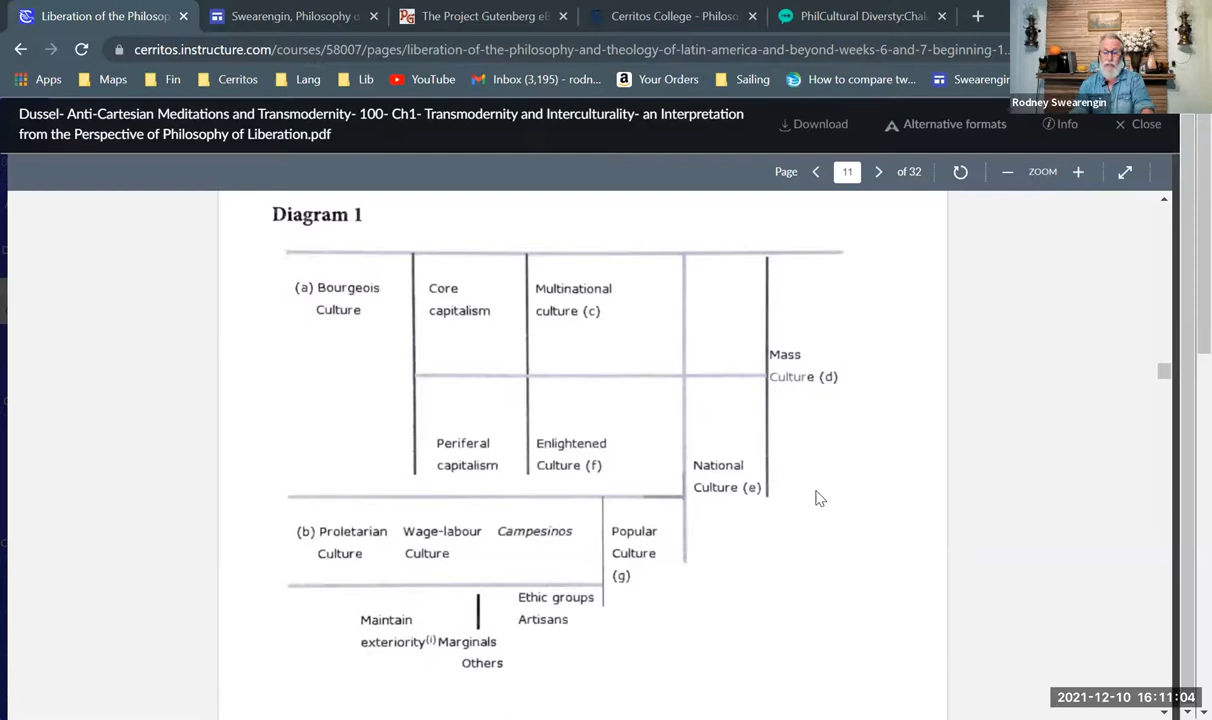 Liberation of the Philosop
Swearengin, Philosophy o
The Project Gutenberg eB
Cerritos College - Philoso
PhilCultural Diversty:Chal
cerritos.instructure.com/courses/58007/pages/liberation-of-the-philosophy-and-theology-of-latin-america-and-beyond-weeks-6-and-7-beginning-1...
Apps Maps Fin Cerritos Lang Lib YouTube Inbox (3,195) - rodn... Your Orders Sailing How to compare tw... Swearengin
Rodney Swearengin
Dussel- Anti-Cartesian Meditations and Transmodernity- 100- Ch1- Transmodernity and Interculturality- an Interpretation
from the Perspective of Philosophy of Liberation.pdf
Download Alternative formats Info Close
Page 11 of 32 ZOOM
Diagram 1
(a) Bourgeois
Culture
Core
capitalism
Multinational
culture (c)
Mass
Culture (d)
Periferal
capitalism
Enlightened
Culture (f)
National
Culture (e)
(b) Proletarian
Culture
Wage-labour
Culture
Campesinos
Popular
Culture
(g)
Ethic groups
Artisans
Maintain
exteriority(i) Marginals
Others
2021-12-10 16:11:04